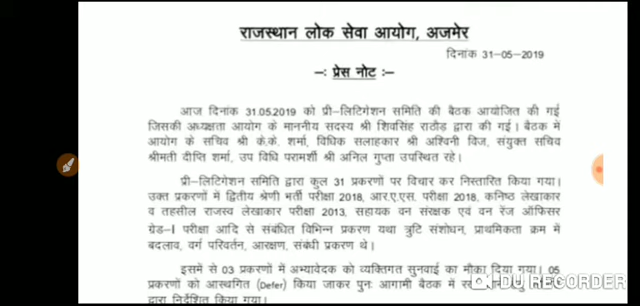 राजस्थान लोक सेवा आयोग, अजमेर
दिनांक 31–05–2019
–: प्रेस नोट :–
आज दिनांक 31.05.2019 को प्री–लिटिगेशन समिति की बैठक आयोजित की गई
जिसकी अध्यक्षता आयोग के माननीय सदस्य श्री शिवसिंह राठौड़ द्वारा की गई। बैठक में
आयोग के सचिव श्री के.के. शर्मा, विधिक सलाहकार श्री अश्विनी विज, संयुक्त सचिव
श्रीमती दीप्ति शर्मा, उप विधि परामर्शी श्री अनिल गुप्ता उपस्थित रहे।
प्री–लिटिगेशन समिति द्वारा कुल 31 प्रकरणों पर विचार कर निस्तारित किया गया।
उक्त प्रकरणों में द्वितीय श्रेणी भर्ती परीक्षा 2018, आर.ए.एस. परीक्षा 2018, कनिष्ठ लेखाकार
व तहसील राजस्व लेखाकार परीक्षा 2013, सहायक वन संरक्षक एवं वन रेंज ऑफिसर
ग्रेड–I परीक्षा आदि से संबंधित विभिन्न प्रकरण यथा त्रुटि संशोधन, प्राथमिकता क्रम में
बदलाव, वर्ग परिवर्तन, आरक्षण, संबंधी प्रकरण थे।
इसमें से 03 प्रकरणों में अभ्यावेदक को व्यक्तिगत सुनवाई का मौका दिया गया। 05
प्रकरणों को आस्थगित (Defer) किया जाकर पुनः आगामी बैठक में
द्वारा निर्देशित किया गया।
DU RECORDER